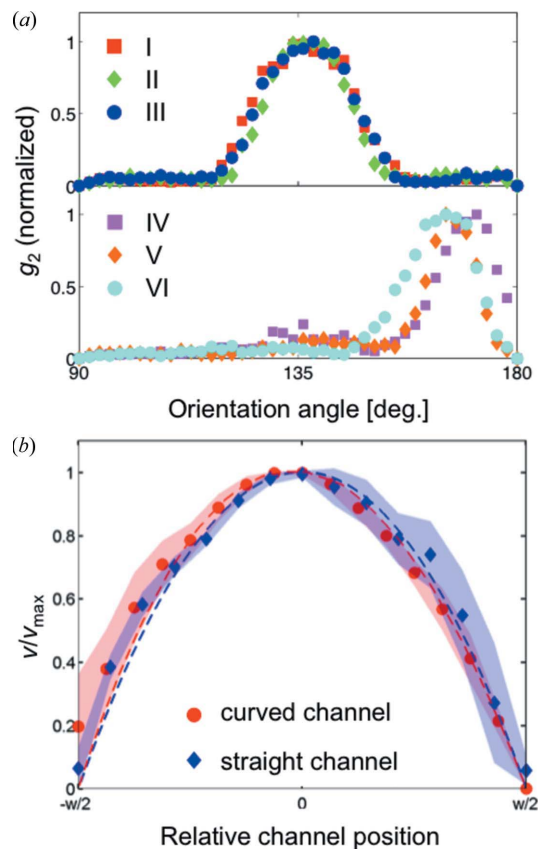 (a)
1
0.5
0
I
II
III
1
0.5
0
IV
V
VI
g2 (normalized)
90
135
180
Orientation angle [deg.]
(b)
1
0.8
0.6
0.4
0.2
0
v/vmax
curved channel
straight channel
-w/2
0
w/2
Relative channel position